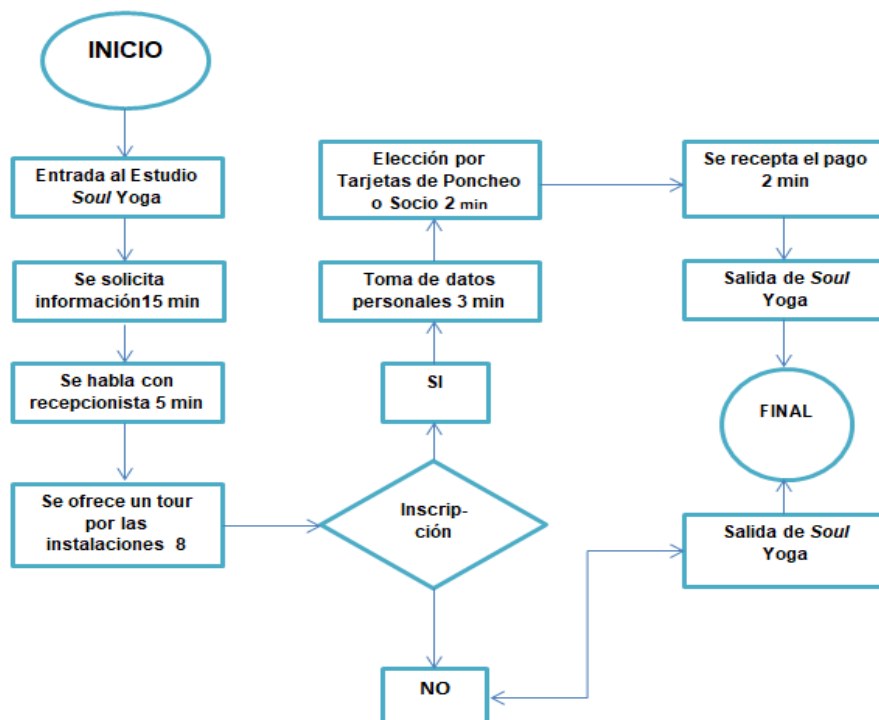 INICIO
Entrada al Estudio
Soul Yoga
Se solicita
información15 min
Se habla con
recepcionista 5 min
Se ofrece un tour
por las
instalaciones 8
Inscrip-
ción
SI
Toma de datos
personales 3 min
Elección por
Tarjetas de Poncheo
o Socio 2 min
Se recepta el pago
2 min
Salida de Soul
Yoga
FINAL
NO
Salida de Soul
Yoga